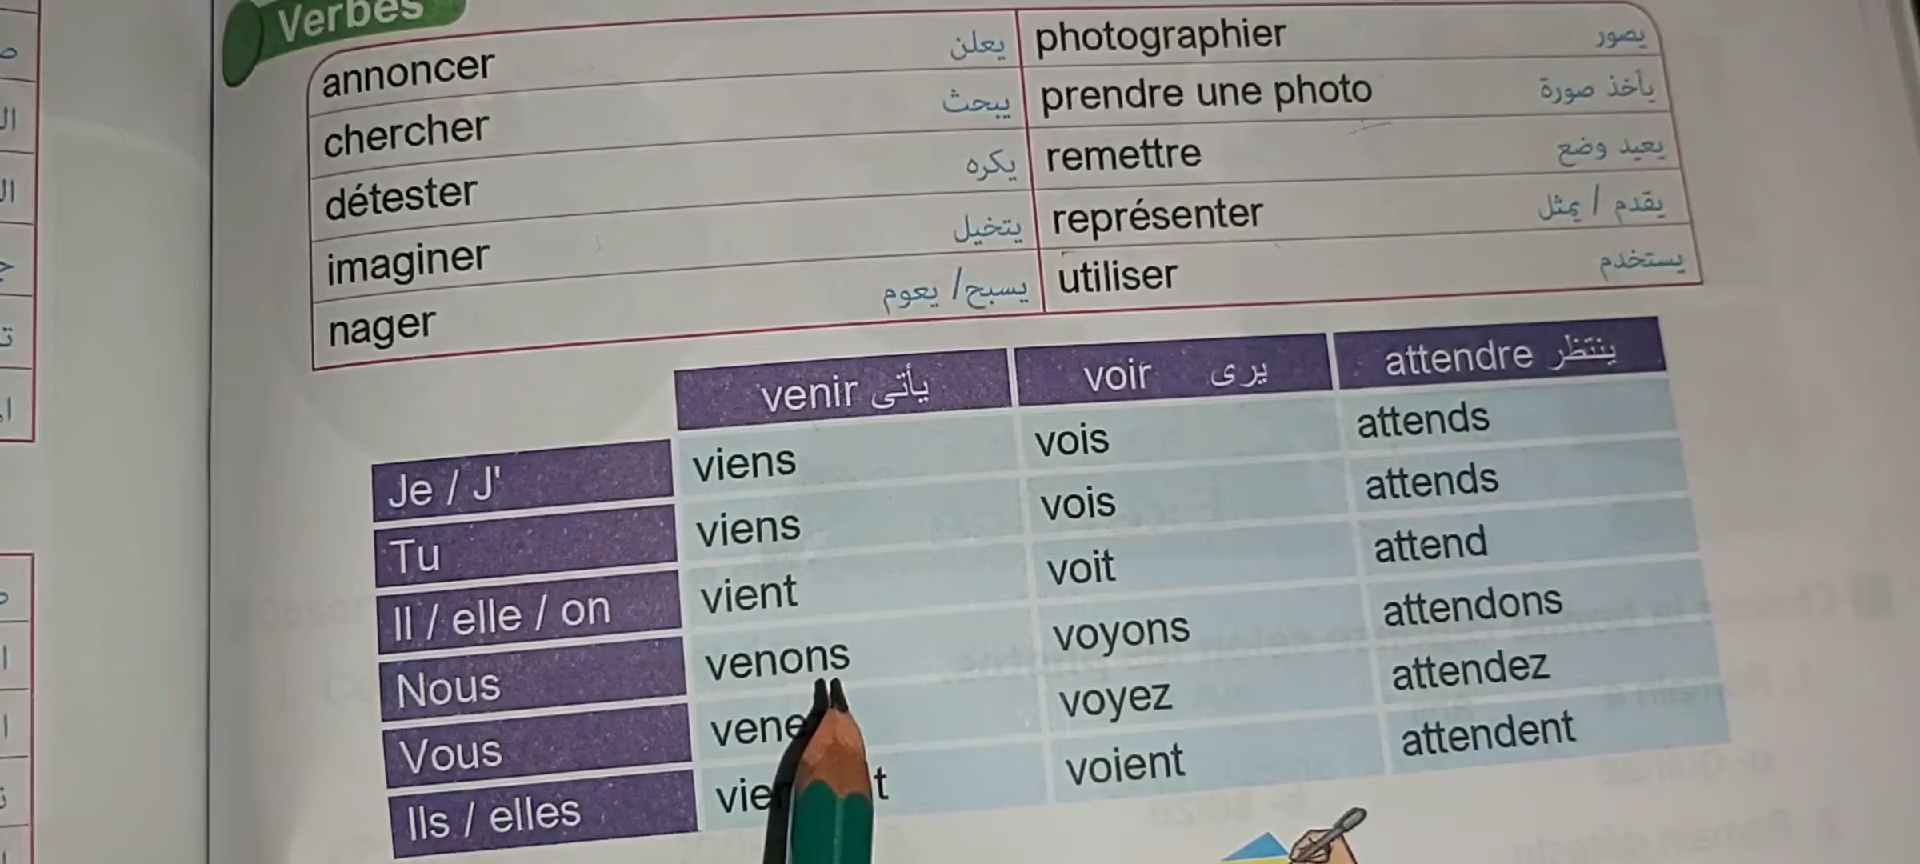 Verbes
annoncer يعلن photographier يصور
chercher يبحث prendre une photo يأخذ صورة
détester يكره remettre يعيد وضع
imaginer يتخيل représenter يقدم / يمثل
nager يسبح/ يعوم utiliser يستخدم
venir يأتى voir يرى attendre ينتظر
Je / J' viens vois attends
Tu viens vois attends
Il / elle / on vient voit attend
Nous venons voyons attendons
Vous voyez attendez
Ils / elles voient attendent